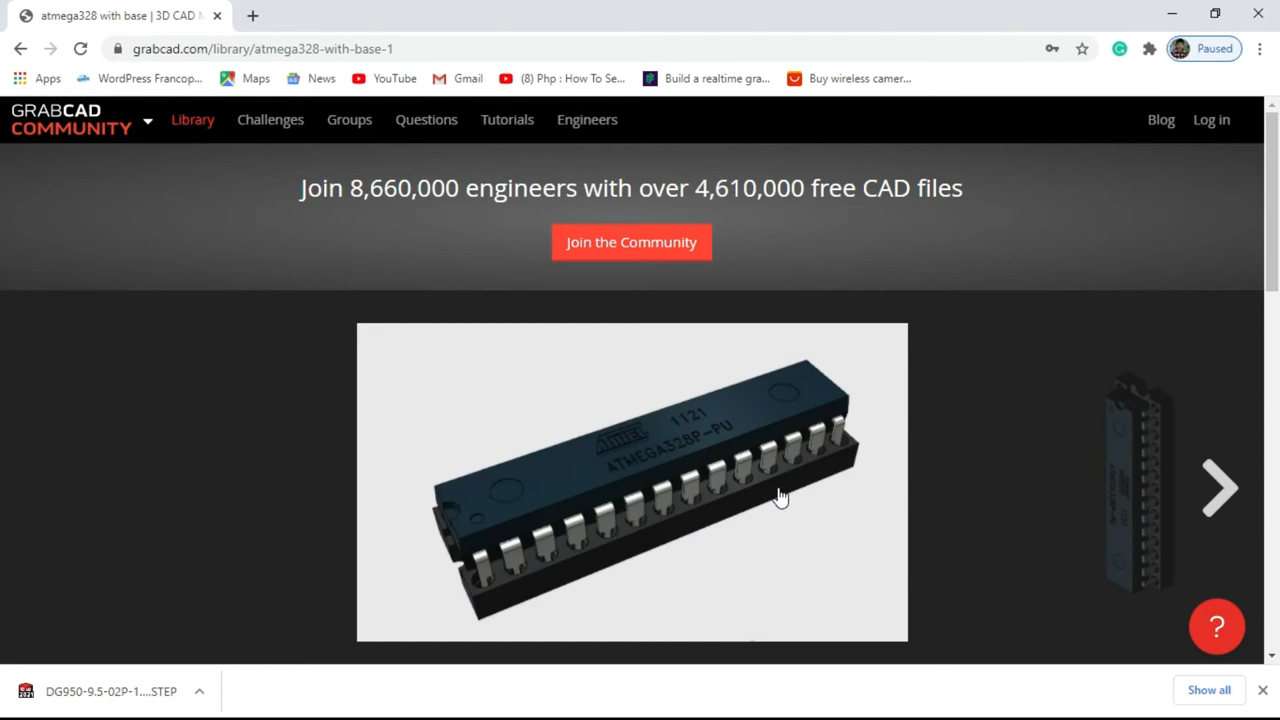 atmega328 with base | 3D CAD M
grabcad.com/library/atmega328-with-base-1
Paused
Apps
WordPress Francop...
Maps
News
YouTube
Gmail
(8) Php : How To Se...
Build a realtime gra...
Buy wireless camer...
GRABCAD
COMMUNITY
Library
Challenges
Groups
Questions
Tutorials
Engineers
Blog
Log in
Join 8,660,000 engineers with over 4,610,000 free CAD files
Join the Community
ATMEL 1121
ATMEGA328P-PU
?
DG950-9.5-02P-1....STEP
Show all